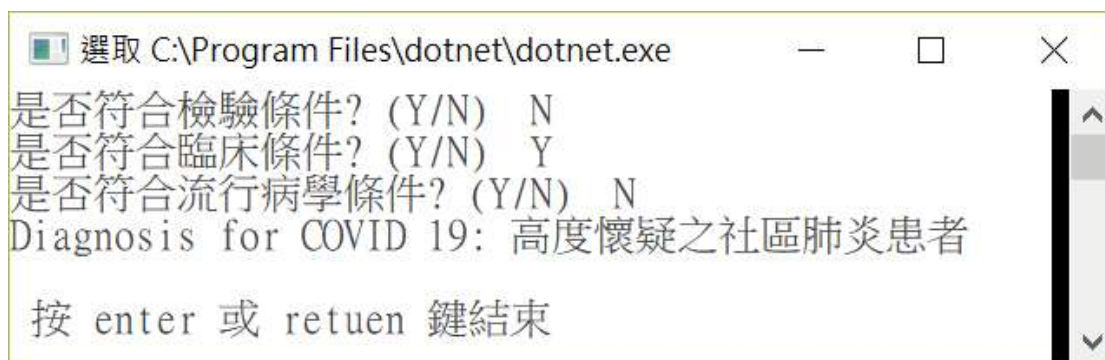 選取 C:\Program Files\dotnet\dotnet.exe
是否符合檢驗條件? (Y/N)  N
是否符合臨床條件? (Y/N)  Y
是否符合流行病學條件? (Y/N)  N
Diagnosis for COVID 19: 高度懷疑之社區肺炎患者
按 enter 或 retuen 鍵結束